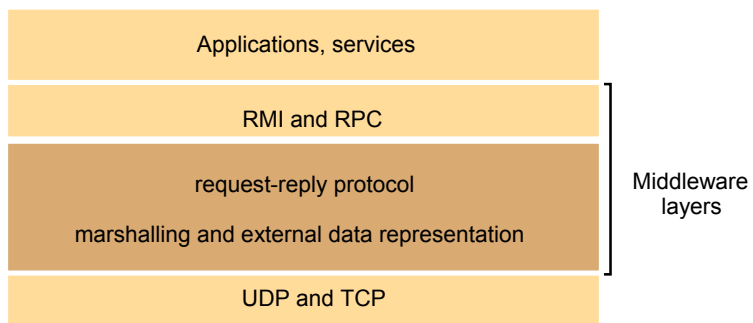 Applications, services
RMI and RPC
request-reply protocol
marshalling and external data representation
UDP and TCP
Middleware
layers